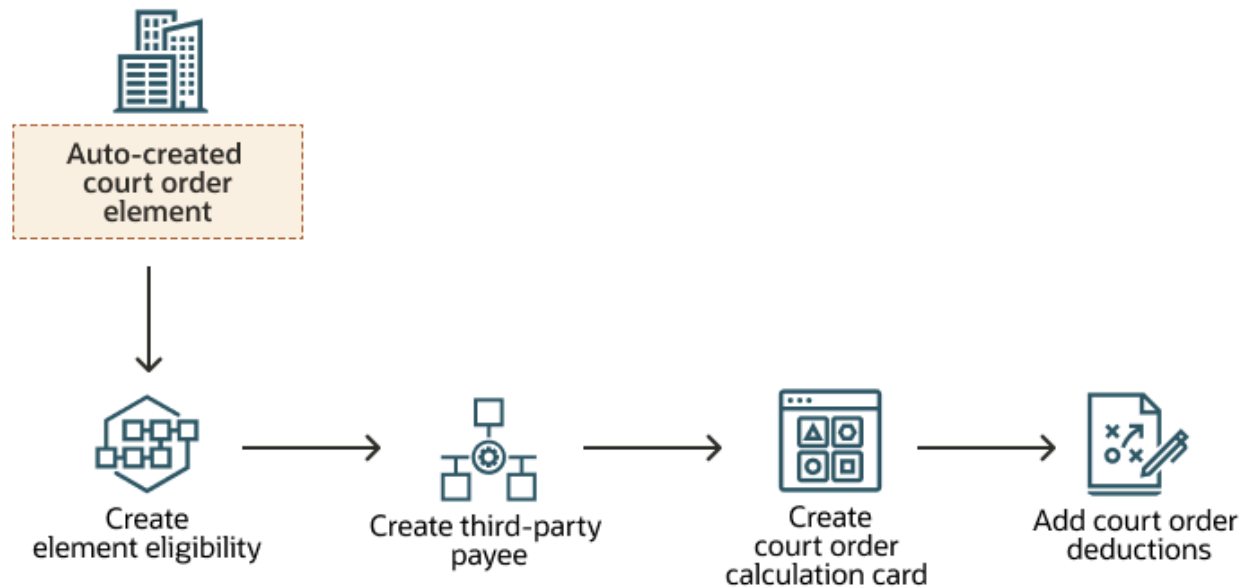 Auto-created
court order
element
Create
element eligibility
Create third-party
payee
Create
court order
calculation card
Add court order
deductions